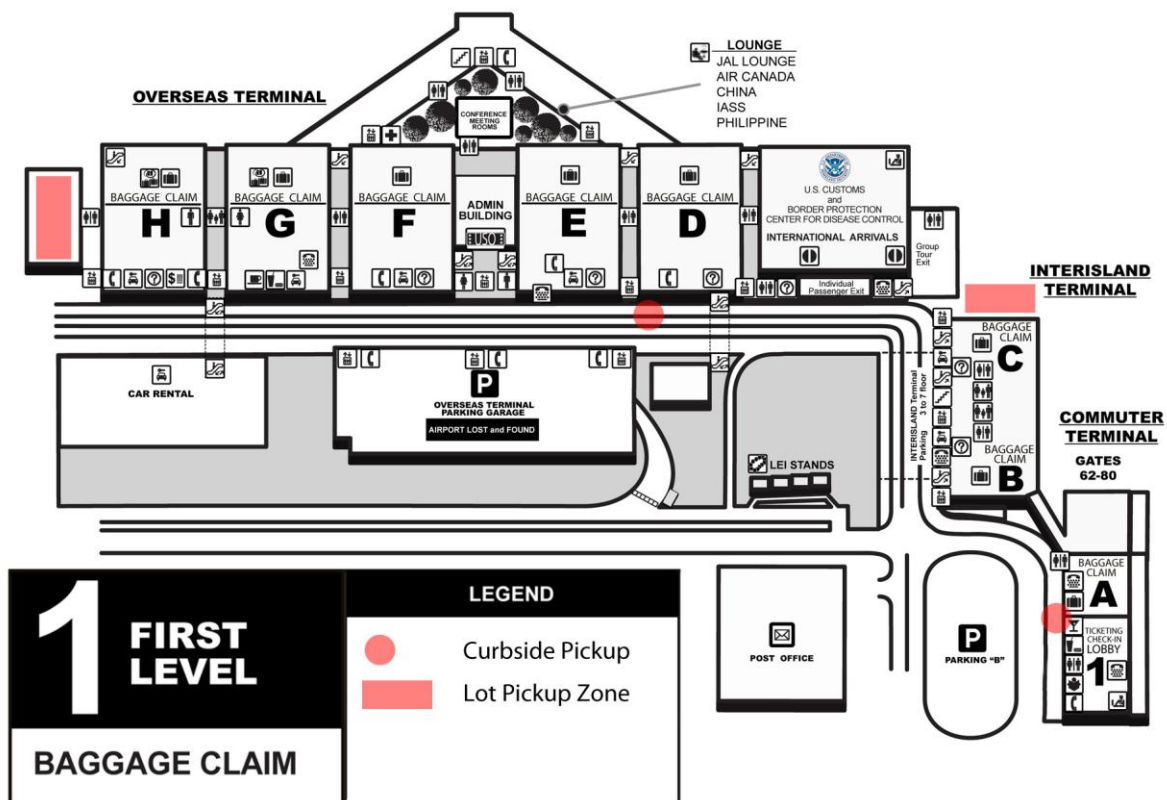 LOUNGE
JAL LOUNGE
AIR CANADA
CHINA
IASS
PHILIPPINE
OVERSEAS TERMINAL
CONFERENCE
MEETING
ROOMS
BAGGAGE CLAIM
H
BAGGAGE CLAIM
G
BAGGAGE CLAIM
F
ADMIN
BUILDING
USO
BAGGAGE CLAIM
E
BAGGAGE CLAIM
D
U.S. CUSTOMS
and
BORDER PROTECTION
CENTER FOR DISEASE CONTROL
INTERNATIONAL ARRIVALS
Group
Tour
Exit
Individual
Passenger Exit
INTERISLAND
TERMINAL
BAGGAGE
CLAIM
C
BAGGAGE
CLAIM
B
INTERISLAND Terminal
Parking 3 to 7 floor
COMMUTER
TERMINAL
GATES
62-80
BAGGAGE
CLAIM
A
TICKETING
CHECK-IN
LOBBY
1
CAR RENTAL
P
OVERSEAS TERMINAL
PARKING GARAGE
AIRPORT LOST and FOUND
LEI STANDS
POST OFFICE
P
PARKING "B"
1 FIRST
LEVEL
BAGGAGE CLAIM
LEGEND
Curbside Pickup
Lot Pickup Zone